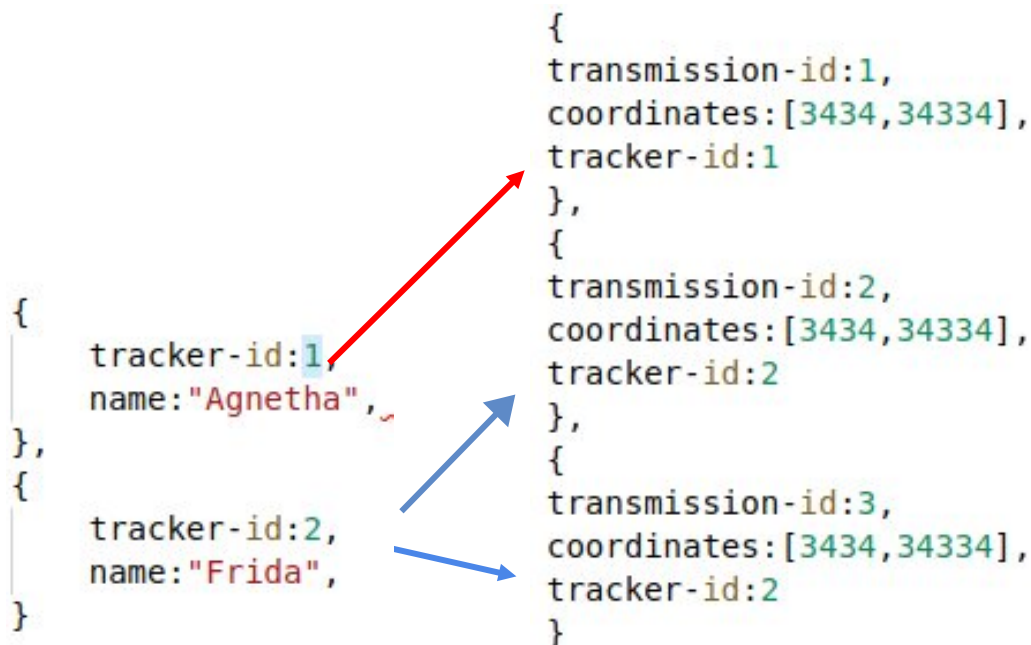 {
tracker-id:1,
name:"Agnetha",
},
{
tracker-id:2,
name:"Frida",
}
{
transmission-id:1,
coordinates:[3434,34334],
tracker-id:1
},
{
transmission-id:2,
coordinates:[3434,34334],
tracker-id:2
},
{
transmission-id:3,
coordinates:[3434,34334],
tracker-id:2
}